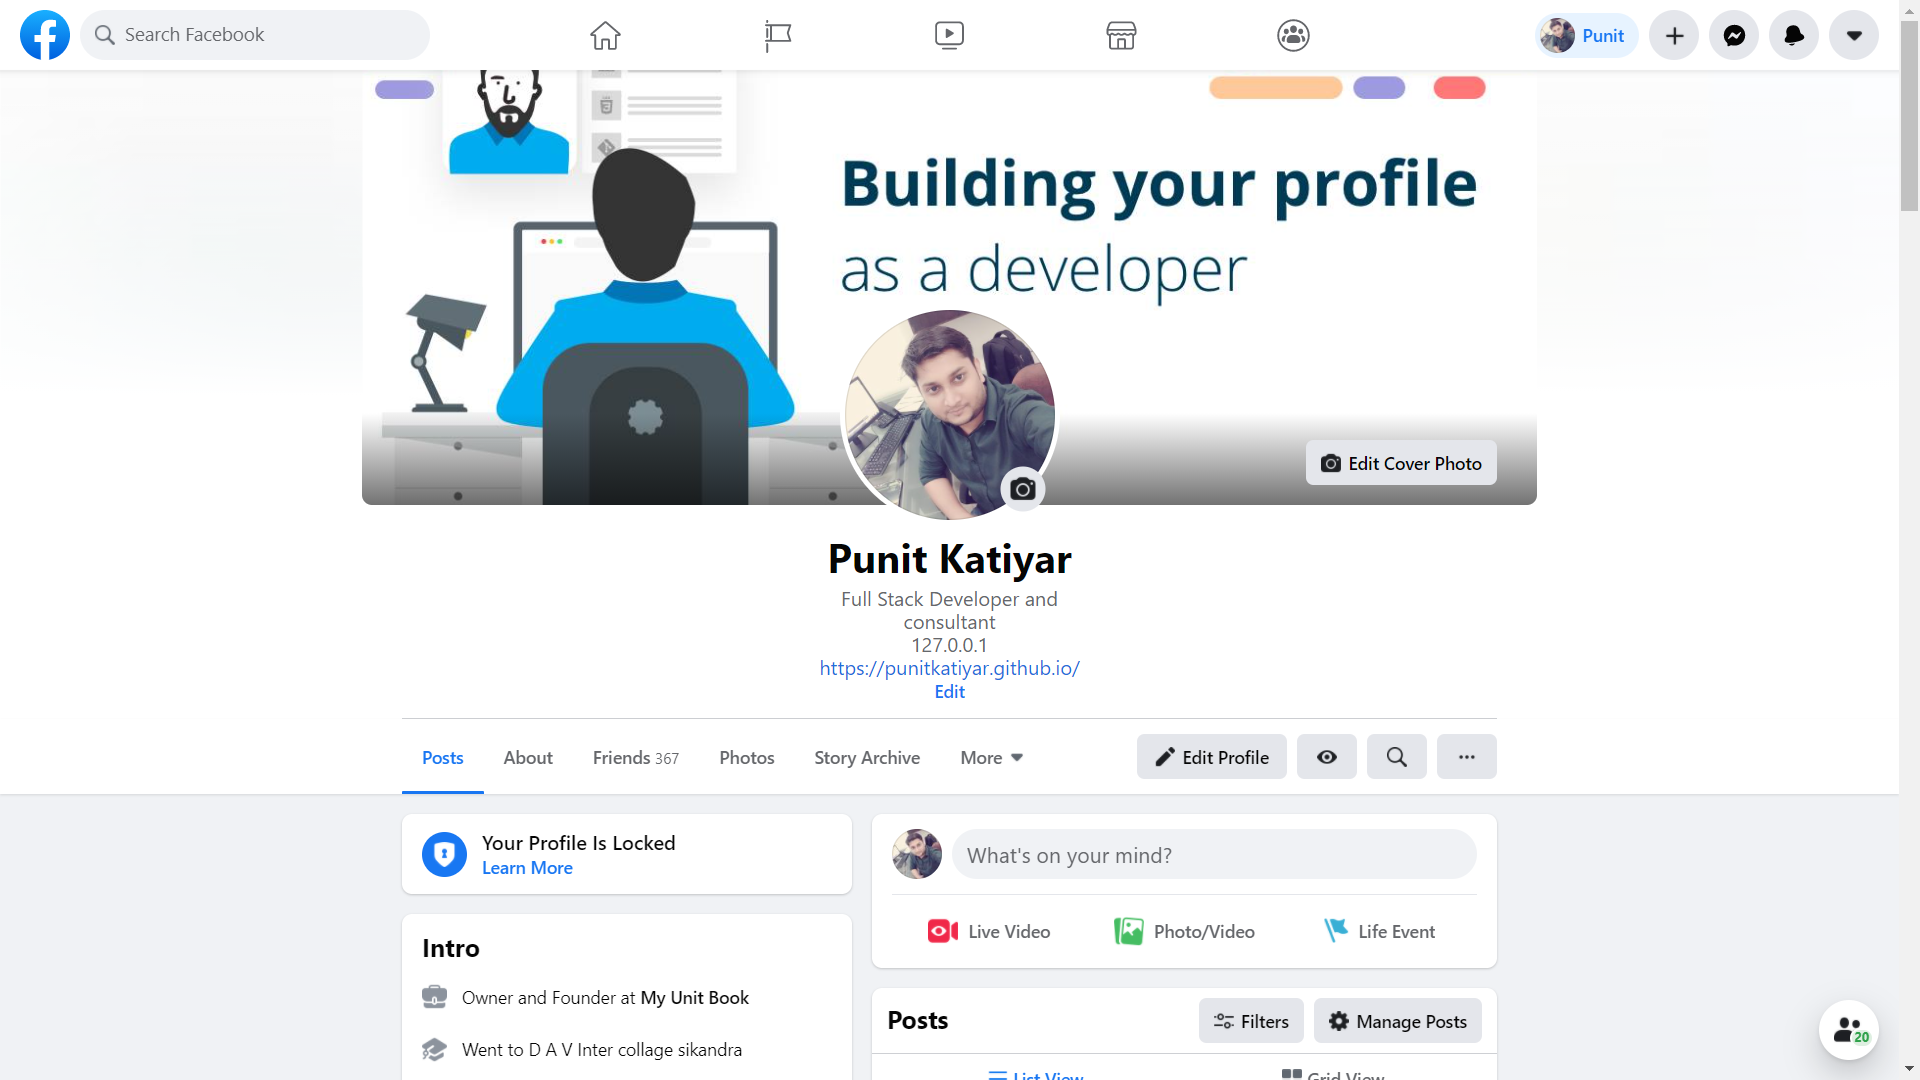 Search Facebook
Punit
Building your profile
as a developer
Edit Cover Photo
Punit Katiyar
Full Stack Developer and
consultant
127.0.0.1
https://punitkatiyar.github.io/
Edit
Posts
About
Friends 367
Photos
Story Archive
More
Edit Profile
Your Profile Is Locked
Learn More
Intro
Owner and Founder at My Unit Book
Went to D A V Inter collage sikandra
What's on your mind?
Live Video
Photo/Video
Life Event
Posts
Filters
Manage Posts
List View
Grid View
20